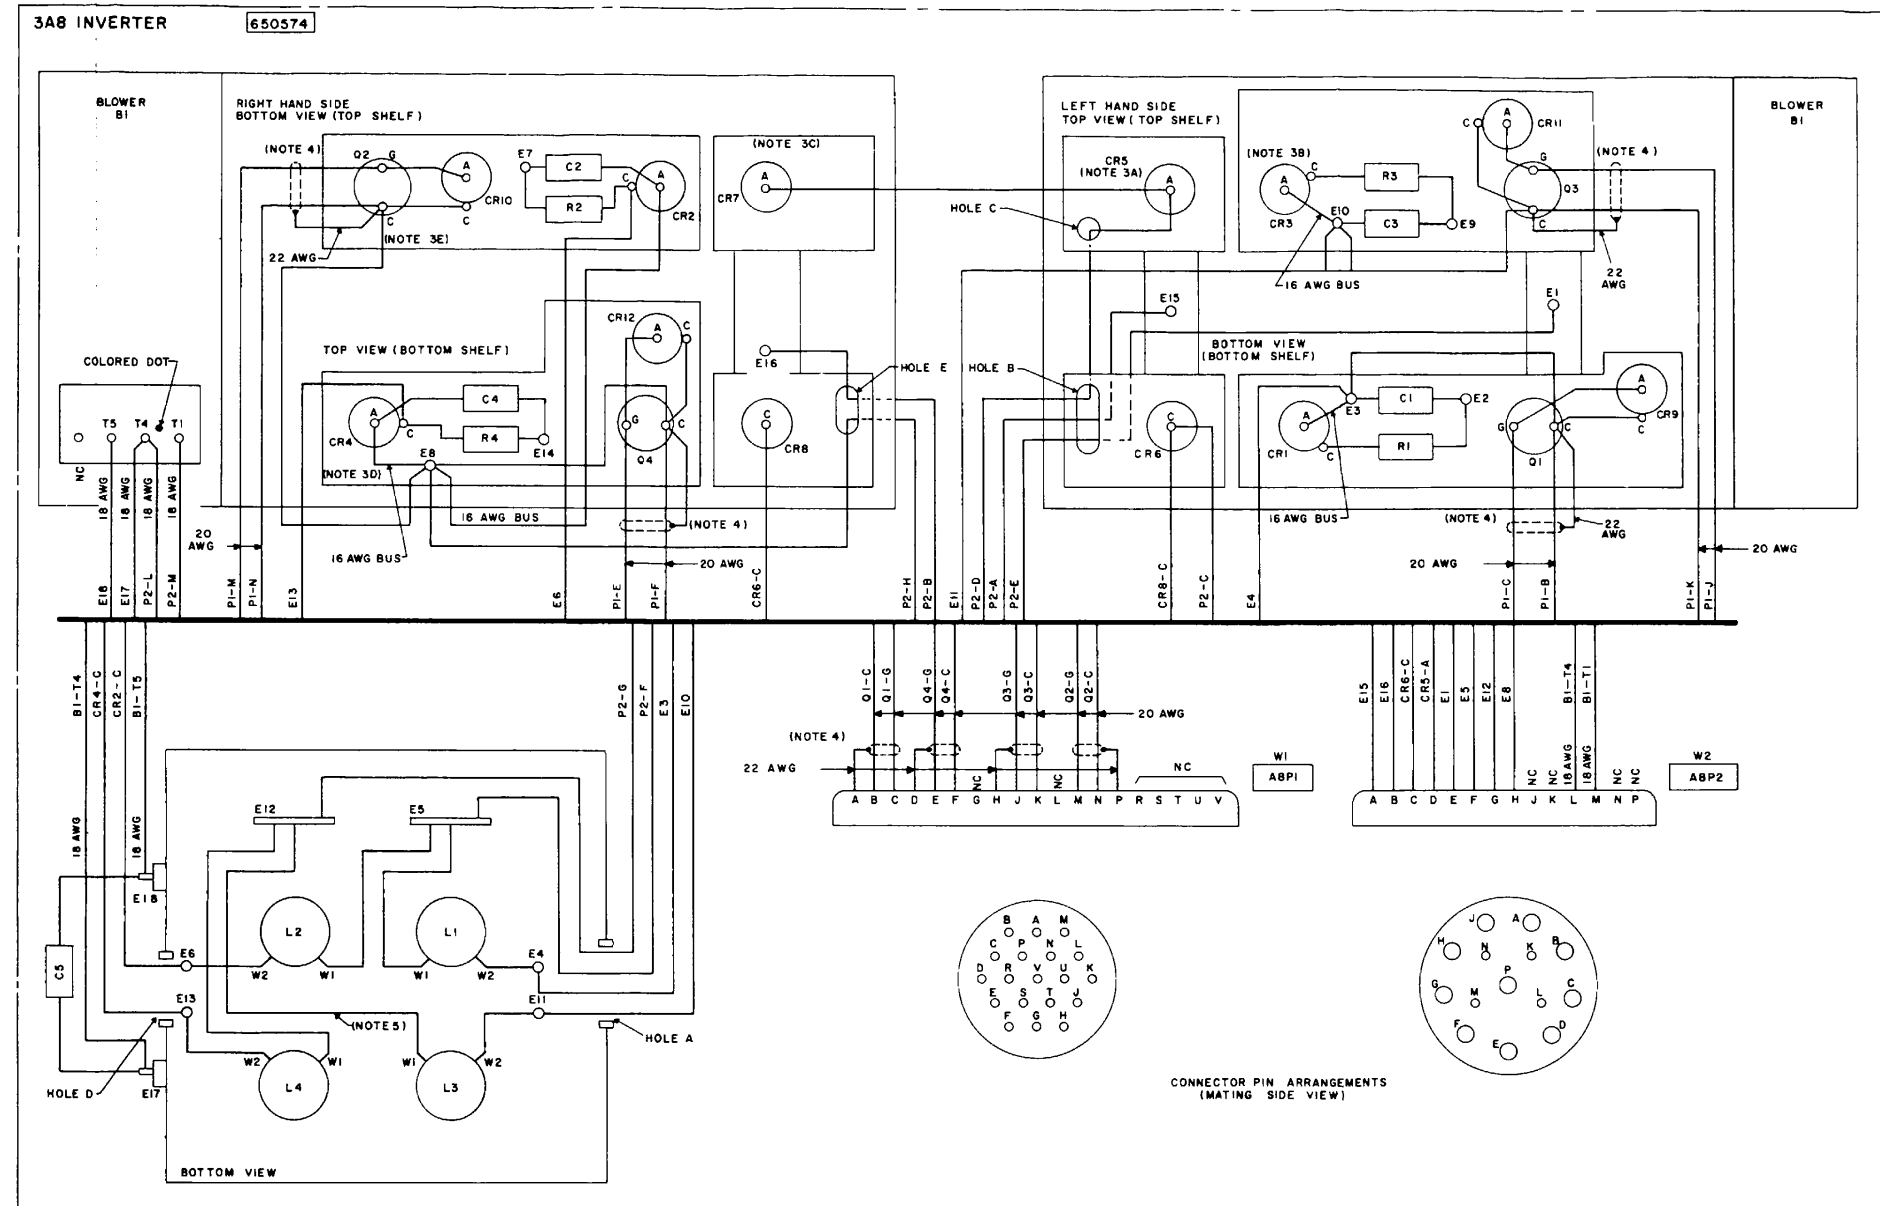 3A8 INVERTER
650574
BLOWER
B1
RIGHT HAND SIDE
BOTTOM VIEW (TOP SHELF)
(NOTE 4)
Q2
G
A
CR10
C
C
(NOTE 3E)
22 AWG
E7
C2
R2
C
A
CR2
(NOTE 3C)
A
CR7
LEFT HAND SIDE
TOP VIEW (TOP SHELF)
CR5
(NOTE 3A)
A
HOLE C
(NOTE 3B)
C
A
CR3
R3
E10
C3
E9
C
A
CR11
G
Q3
C
(NOTE 4)
22
AWG
16 AWG BUS
BLOWER
B1
COLORED DOT
T5
T4
T1
NC
18 AWG
18 AWG
18 AWG
18 AWG
TOP VIEW (BOTTOM SHELF)
CR12
A
C
A
CR4
C
C4
R4
E14
(NOTE 3D)
E8
G
C
Q4
16 AWG BUS
16 AWG BUS
(NOTE 4)
20 AWG
20
AWG
E16
C
CR8
HOLE E
HOLE B
E15
E1
BOTTOM VIEW
(BOTTOM SHELF)
C
CR6
A
CR1
C
E3
C1
E2
R1
G
C
Q1
A
CR9
C
16 AWG BUS
(NOTE 4)
22
AWG
20 AWG
20 AWG
E18
E17
P2-L
P2-M
P1-M
P1-N
E13
E6
P1-E
P1-F
CR6-C
P2-H
P2-B
E11
P2-D
P2-A
P2-E
CR8-C
P2-C
E4
P1-C
P1-B
P1-K
P1-J
B1-T4
CR4-C
CR2-C
B1-T5
P2-G
P2-F
E3
E10
Q1-C
Q1-G
Q4-G
Q4-C
Q3-G
Q3-C
Q2-G
Q2-C
20 AWG
(NOTE 4)
22 AWG
NC
NC
NC
A B C D E F G H J K L M N P R S T U V
W1
A8P1
E15
E16
CR6-C
CR5-A
E1
E5
E12
E8
NC
NC
B1-T4
18 AWG
B1-T1
18 AWG
NC
NC
A B C D E F G H J K L M N P
W2
A8P2
18 AWG
18 AWG
E18
C5
E12
E5
L2
L1
E6
W2
W1
W1
W2
E4
E13
E11
(NOTE 5)
HOLE A
W2
W1
W1
W2
L4
L3
HOLE D
E17
BOTTOM VIEW
B A M
C P N L
D R V U K
E S T J
F G H
J A
H N K B
P
G M L C
F D
E
CONNECTOR PIN ARRANGEMENTS
(MATING SIDE VIEW)